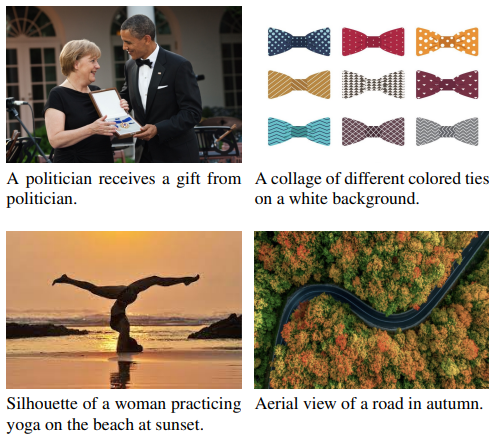 A politician receives a gift from
politician.
A collage of different colored ties
on a white background.
Silhouette of a woman practicing
yoga on the beach at sunset.
Aerial view of a road in autumn.